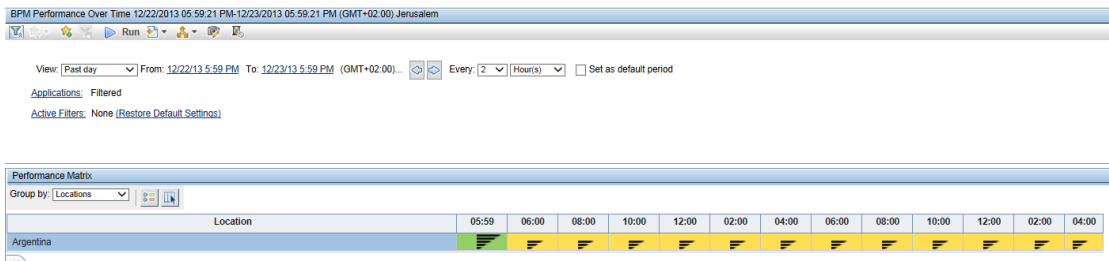 BPM Performance Over Time 12/22/2013 05:59:21 PM-12/23/2013 05:59:21 PM (GMT+02:00) Jerusalem
Run
View: Past day From: 12/22/13 5:59 PM To: 12/23/13 5:59 PM (GMT+02:00)... Every: 2 Hour(s) Set as default period
Applications: Filtered
Active Filters: None (Restore Default Settings)
Performance Matrix
Group by: Locations
Location 05:59 06:00 08:00 10:00 12:00 02:00 04:00 06:00 08:00 10:00 12:00 02:00 04:00
Argentina